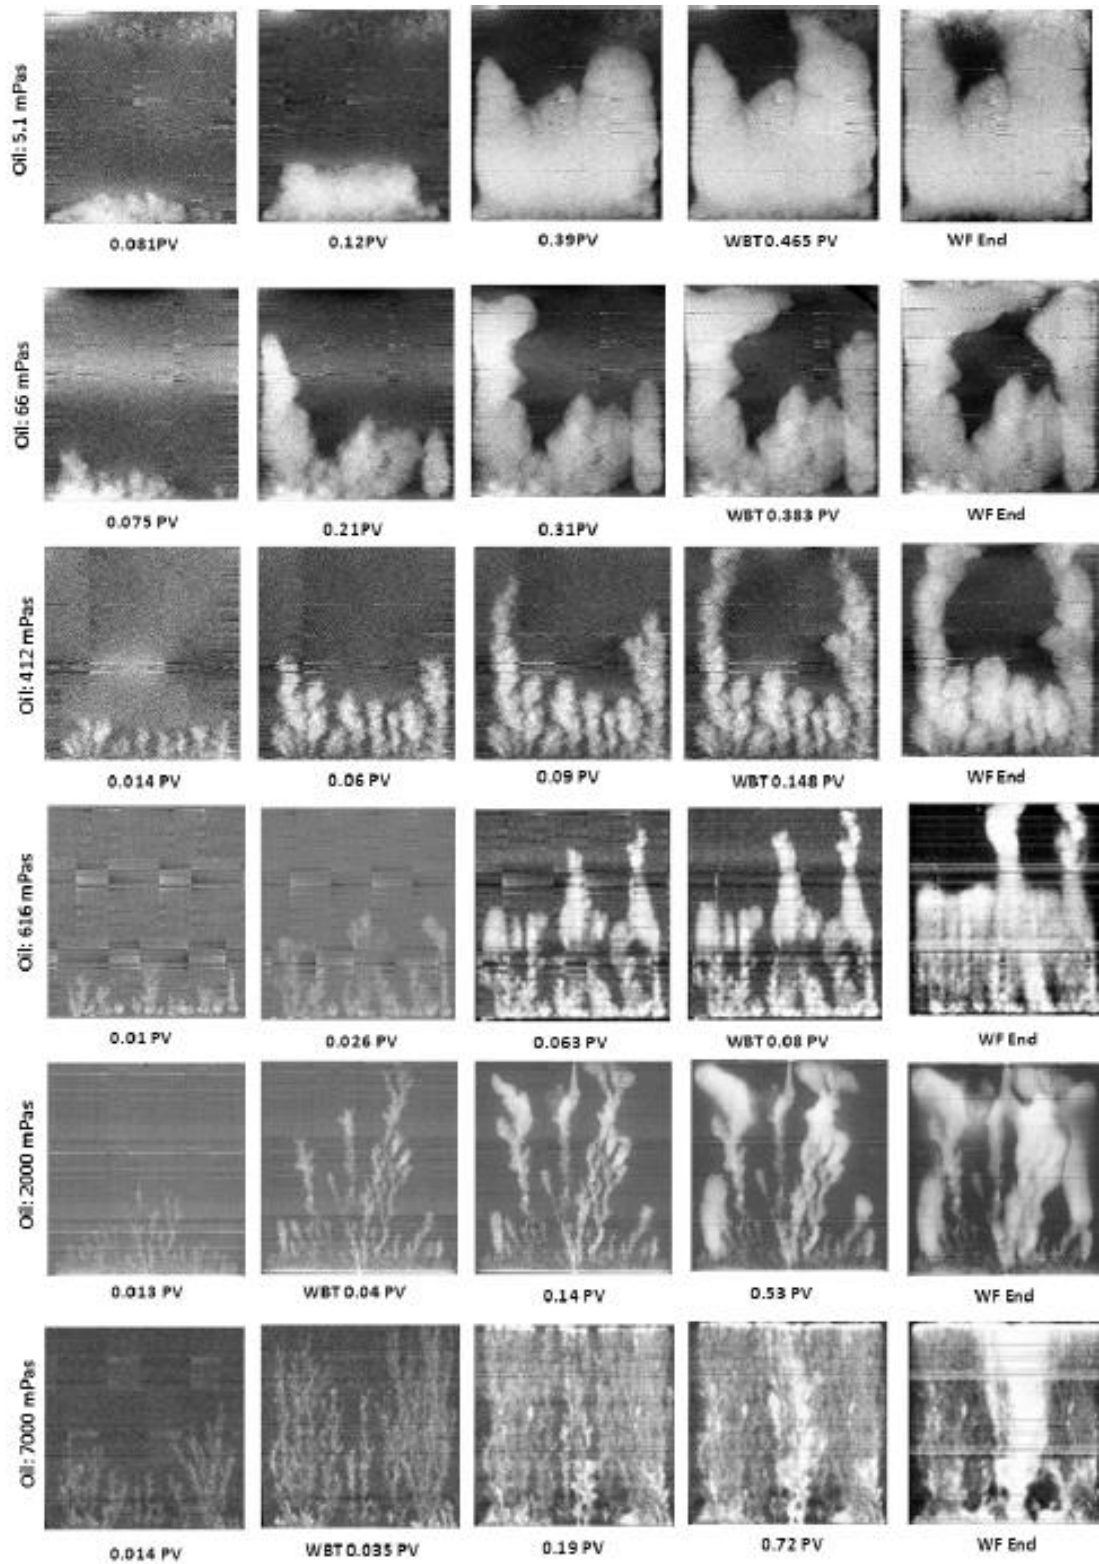 Oil: 5.1 mPas
0.081PV
0.12PV
0.39PV
WBT 0.465 PV
WF End
Oil: 66 mPas
0.075 PV
0.21PV
0.31PV
WBT 0.383 PV
WF End
Oil: 412 mPas
0.014 PV
0.06 PV
0.09 PV
WBT 0.148 PV
WF End
Oil: 616 mPas
0.01 PV
0.026 PV
0.063 PV
WBT 0.08 PV
WF End
Oil: 2000 mPas
0.013 PV
WBT 0.04 PV
0.14 PV
0.53 PV
WF End
Oil: 7000 mPas
0.014 PV
WBT 0.035 PV
0.19 PV
0.72 PV
WF End